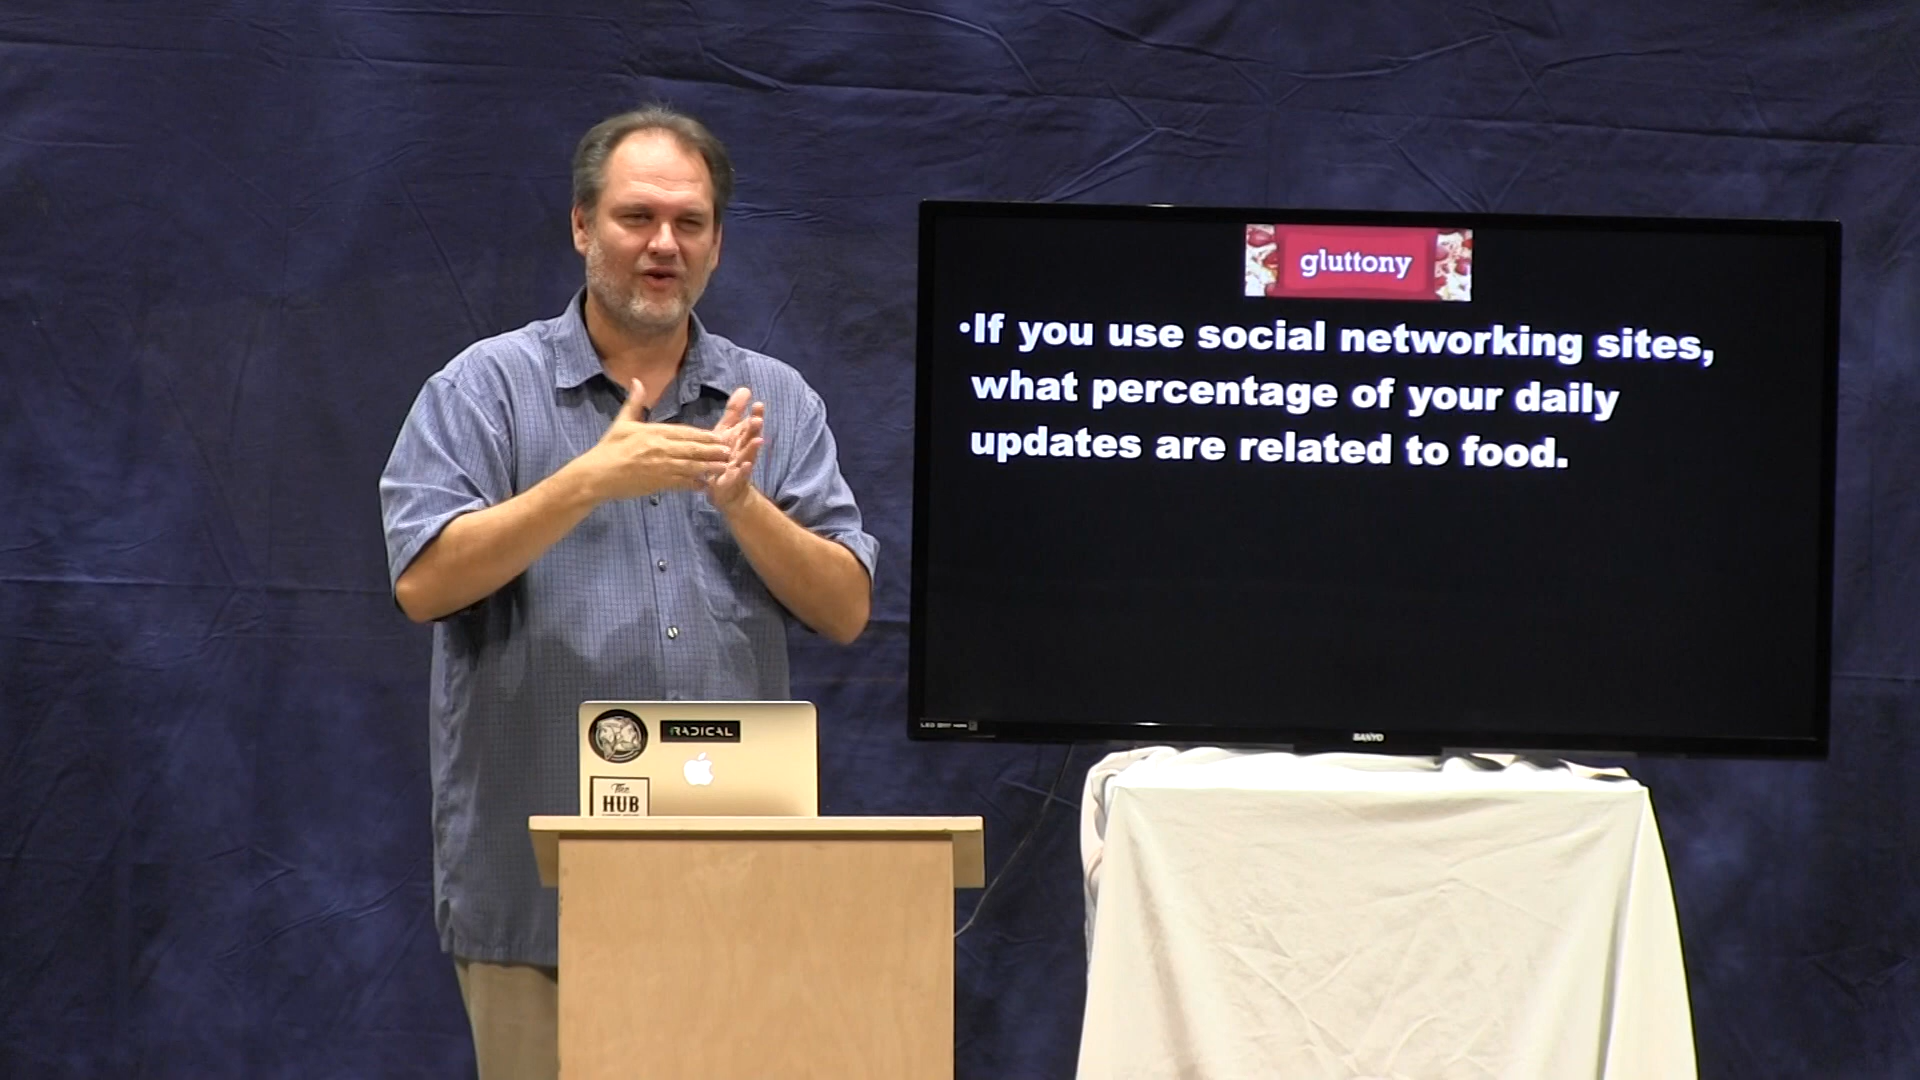 gluttony
•If you use social networking sites,
what percentage of your daily
updates are related to food.
RADICAL
The
HUB
SANYO